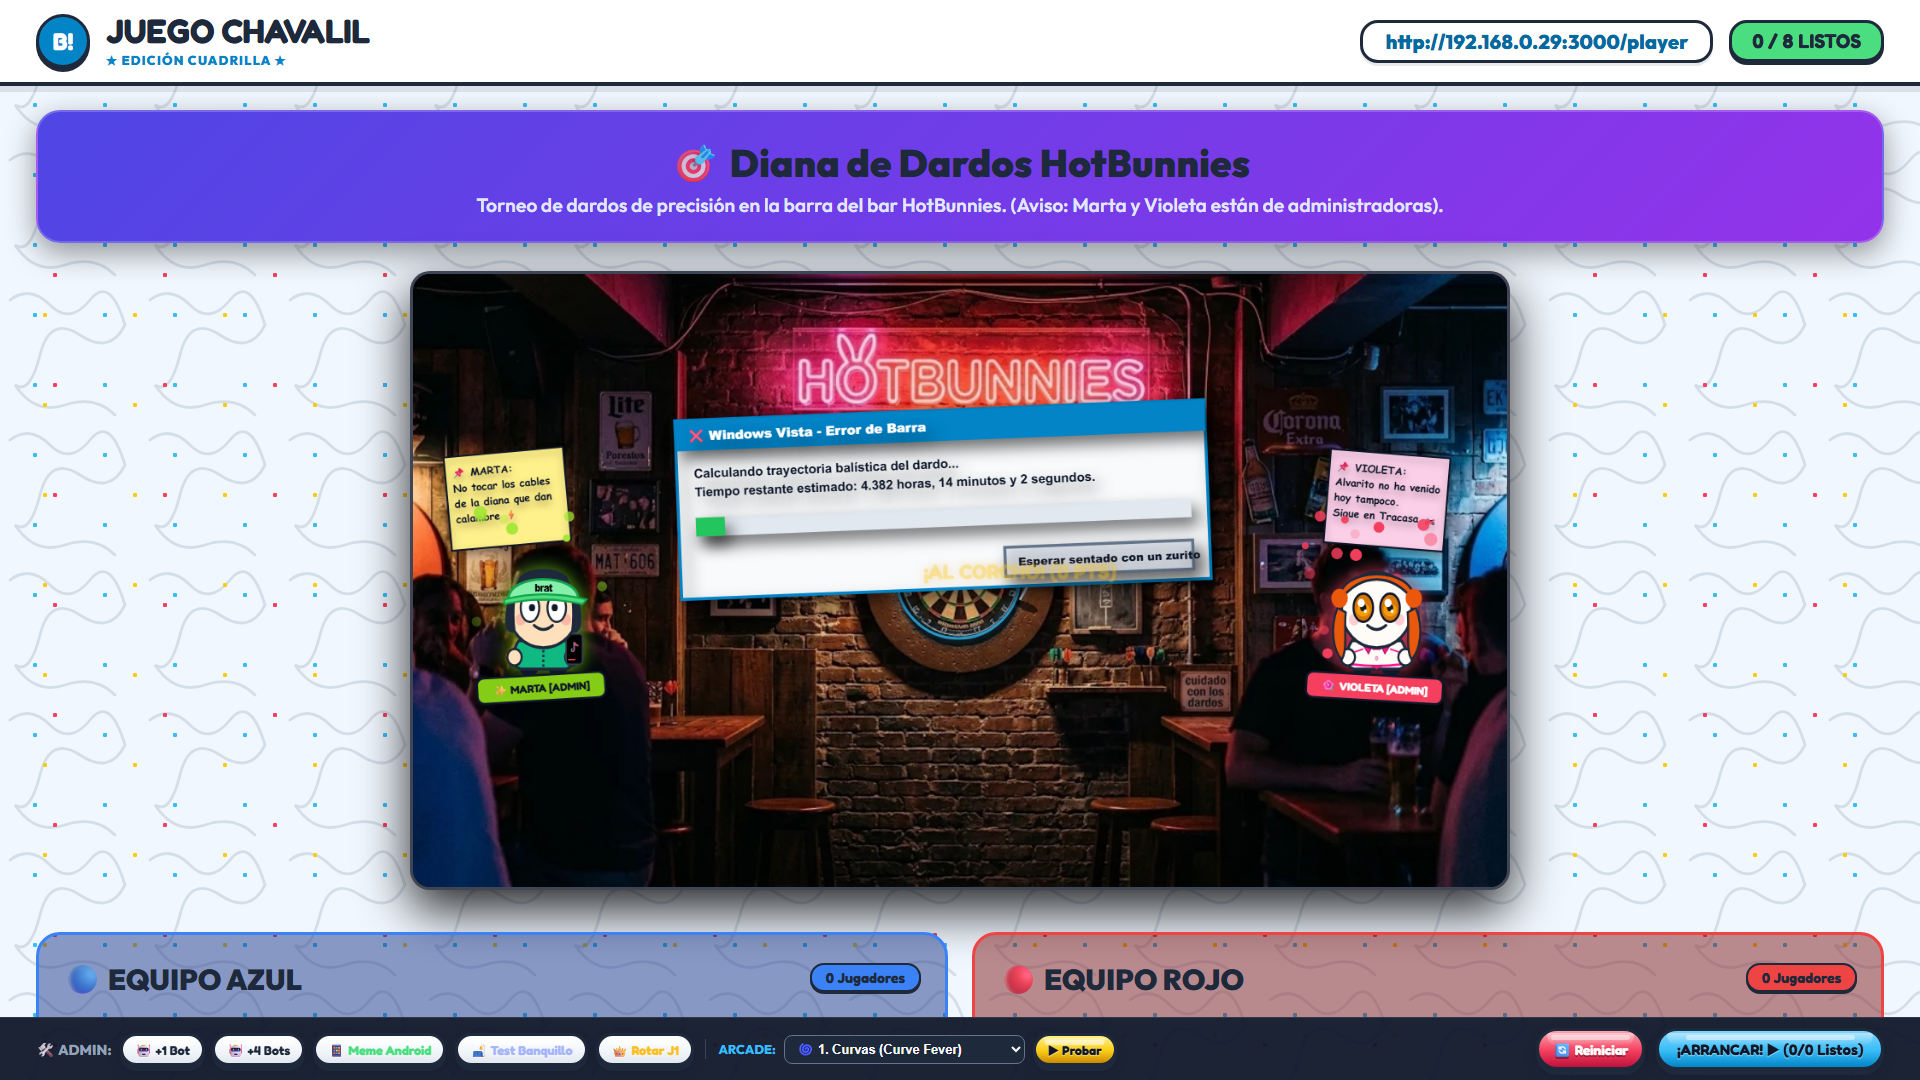 B!
JUEGO CHAVALIL
★ EDICIÓN CUADRILLA ★
http://192.168.0.29:3000/player
0 / 8 LISTOS
Diana de Dardos HotBunnies
Torneo de dardos de precisión en la barra del bar HotBunnies. (Aviso: Marta y Violeta están de administradoras).
HOTBUNNIES
Lite
Corona
Extra
Windows Vista - Error de Barra
Calculando trayectoria balística del dardo...
Tiempo restante estimado: 4.382 horas, 14 minutos y 2 segundos.
Esperar sentado con un zurito
MARTA:
No tocar los cables
de la diana que dan
calambre
VIOLETA:
Alvarito no ha venido
hoy tampoco.
Sigue en Tracasa
MAT 606
brat
MARTA [ADMIN]
VIOLETA [ADMIN]
cuidado
con los
dardos
EQUIPO AZUL
0 Jugadores
EQUIPO ROJO
0 Jugadores
ADMIN:
+1 Bot
+4 Bots
Meme Android
Test Banquillo
Rotar J1
ARCADE:
1. Curvas (Curve Fever)
▶ Probar
Reiniciar
¡ARRANCAR! ▶ (0/0 Listos)